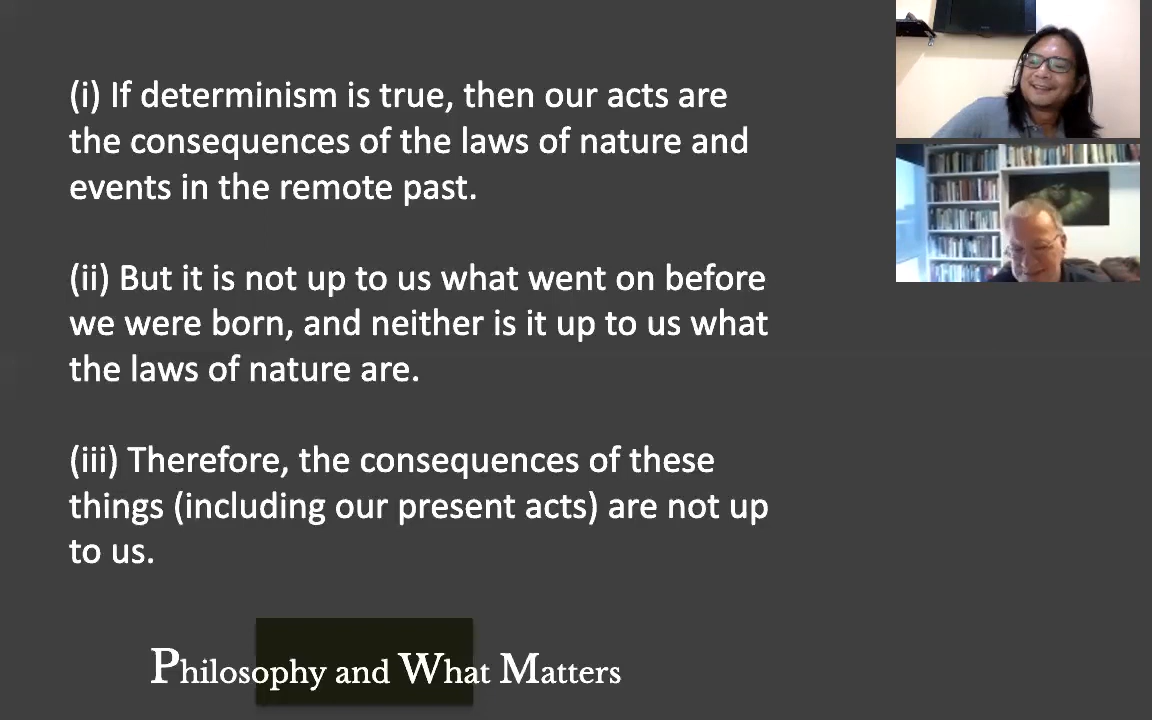 (i) If determinism is true, then our acts are
the consequences of the laws of nature and
events in the remote past.
(ii) But it is not up to us what went on before
we were born, and neither is it up to us what
the laws of nature are.
(iii) Therefore, the consequences of these
things (including our present acts) are not up
to us.
Philosophy and What Matters